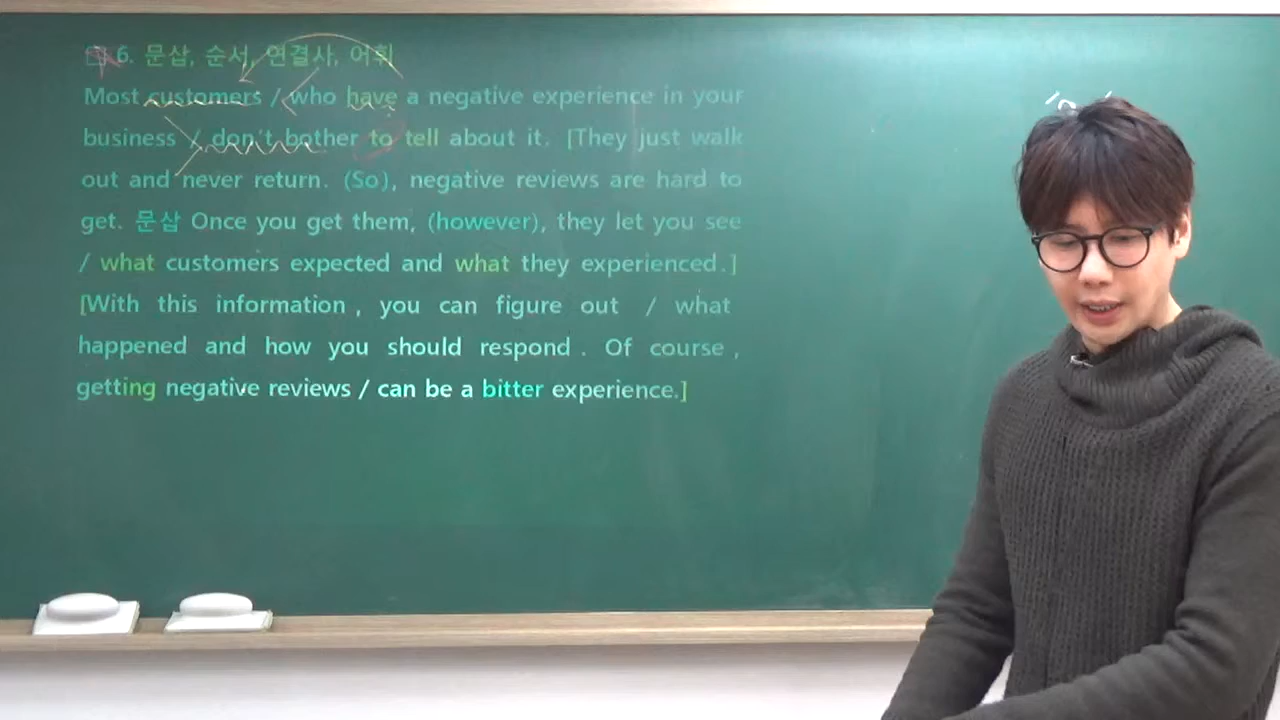 6. 문삽, 순서, 연결사, 어휘
Most customers / who have a negative experience in your
business / don't bother to tell about it. [They just walk
out and never return. (So), negative reviews are hard to
get. 문삽 Once you get them, (however), they let you see
/ what customers expected and what they experienced.]
[With this information , you can figure out / what
happened and how you should respond . Of course ,
getting negative reviews / can be a bitter experience.]